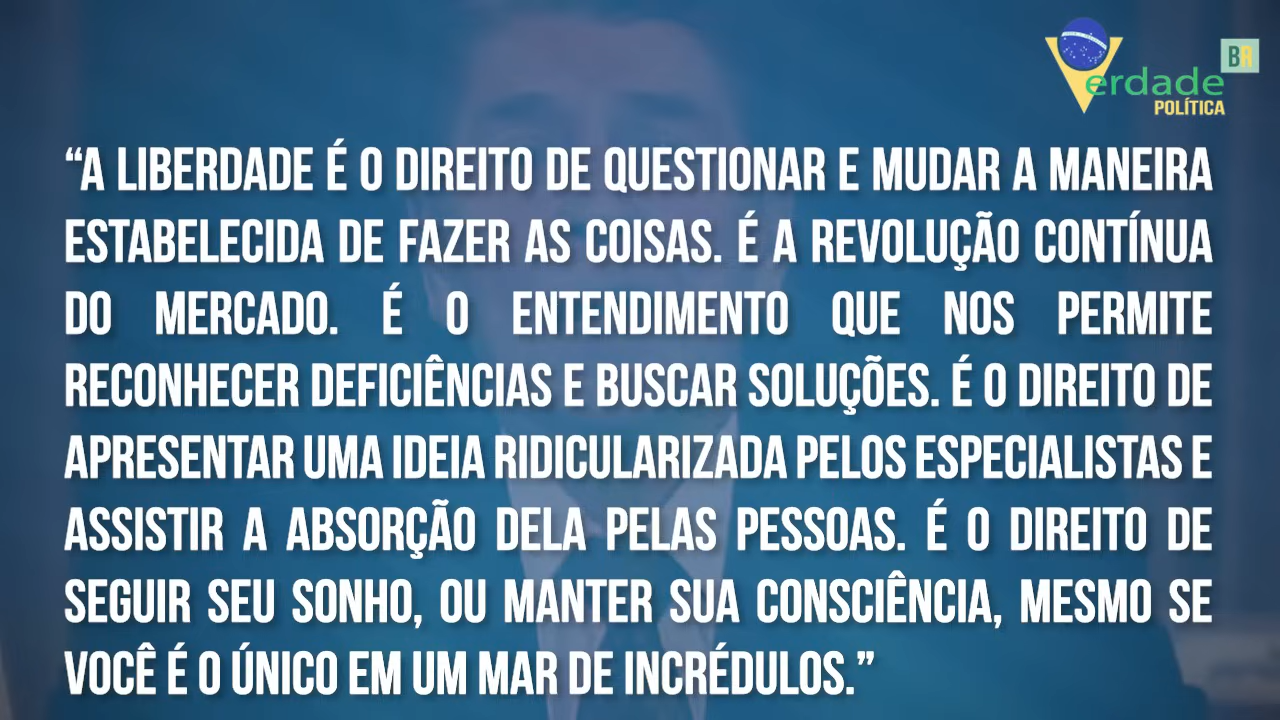 BR
erdade
POLÍTICA
“A LIBERDADE É O DIREITO DE QUESTIONAR E MUDAR A MANEIRA
ESTABELECIDA DE FAZER AS COISAS. É A REVOLUÇÃO CONTÍNUA
DO MERCADO. É O ENTENDIMENTO QUE NOS PERMITE
RECONHECER DEFICIÊNCIAS E BUSCAR SOLUÇÕES. É O DIREITO DE
APRESENTAR UMA IDEIA RIDICULARIZADA PELOS ESPECIALISTAS E
ASSISTIR A ABSORÇÃO DELA PELAS PESSOAS. É O DIREITO DE
SEGUIR SEU SONHO, OU MANTER SUA CONSCIÊNCIA, MESMO SE
VOCÊ É O ÚNICO EM UM MAR DE INCRÉDULOS.”